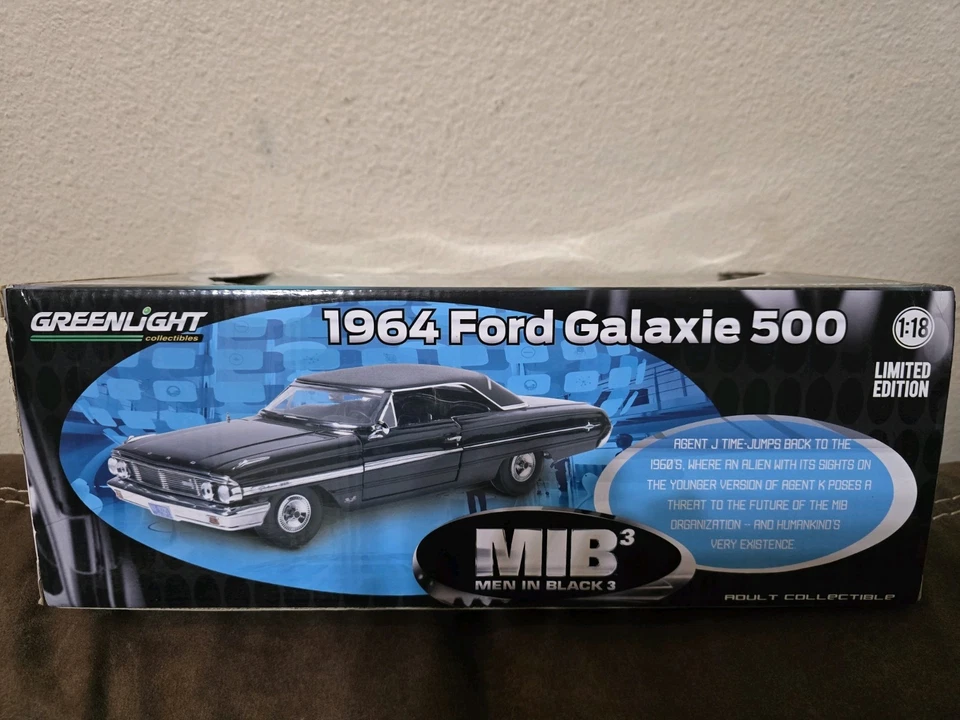 GREENLIGHT
collectibles
1964 Ford Galaxie 500
1:18
LIMITED
EDITION
AGENT J TIME-JUMPS BACK TO THE
1960'S, WHERE AN ALIEN WITH ITS SIGHTS ON
THE YOUNGER VERSION OF AGENT K POSES A
THREAT TO THE FUTURE OF THE MIB
ORGANIZATION – AND HUMANKIND'S
VERY EXISTENCE.
MIB3
MEN IN BLACK 3
ADULT COLLECTIBLE